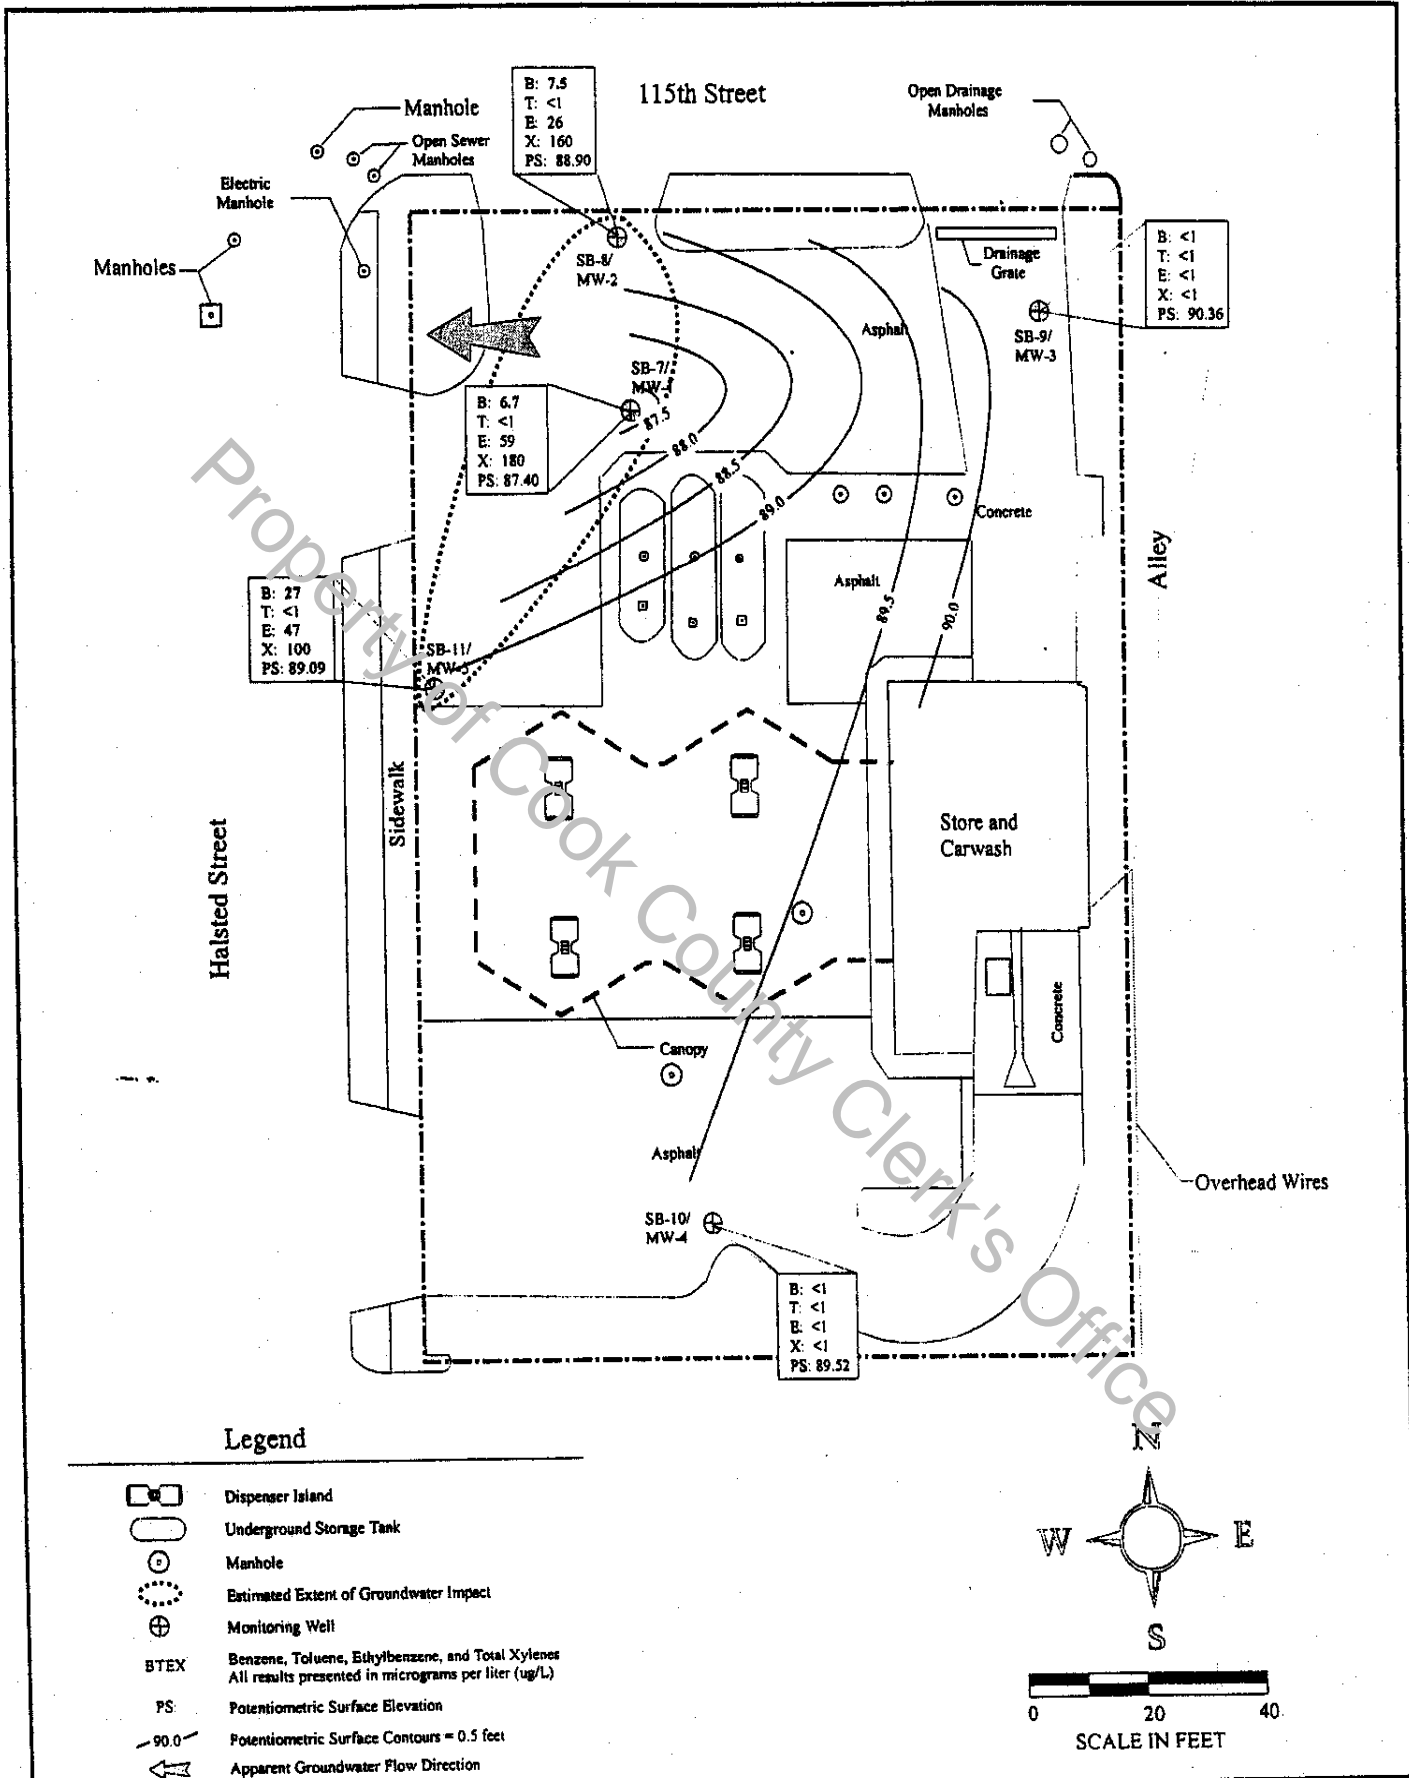 B: 7.5
T: <1
E: 26
X: 160
PS: 88.90
115th Street
Open Drainage
Manholes
Manhole
Open Sewer
Manholes
Electric
Manhole
Manholes
SB-8/
MW-2
Drainage
Grate
B: <1
T: <1
E: <1
X: <1
PS: 90.36
Asphalt
SB-9/
MW-3
SB-7/
MW-1
B: 6.7
T: <1
E: 59
X: 180
PS: 87.40
87.5
88.0
88.5
89.0
89.5
90.0
Concrete
Asphalt
Alley
B: 27
T: <1
E: 47
X: 100
PS: 89.09
SB-11/
MW-5
Sidewalk
Halsted Street
Store and
Carwash
Concrete
Canopy
Asphalt
Overhead Wires
SB-10/
MW-4
B: <1
T: <1
E: <1
X: <1
PS: 89.52
Property of Cook County Clerk's Office
Legend
Dispenser Island
Underground Storage Tank
Manhole
Estimated Extent of Groundwater Impact
Monitoring Well
BTEX Benzene, Toluene, Ethylbenzene, and Total Xylenes
All results presented in micrograms per liter (ug/L)
PS: Potentiometric Surface Elevation
90.0 Potentiometric Surface Contours = 0.5 feet
Apparent Groundwater Flow Direction
N
W E
S
0 20 40
SCALE IN FEET